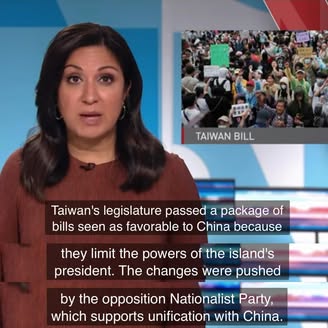 TAIWAN BILL
Taiwan's legislature passed a package of
bills seen as favorable to China because
they limit the powers of the island's
president. The changes were pushed
by the opposition Nationalist Party,
which supports unification with China.